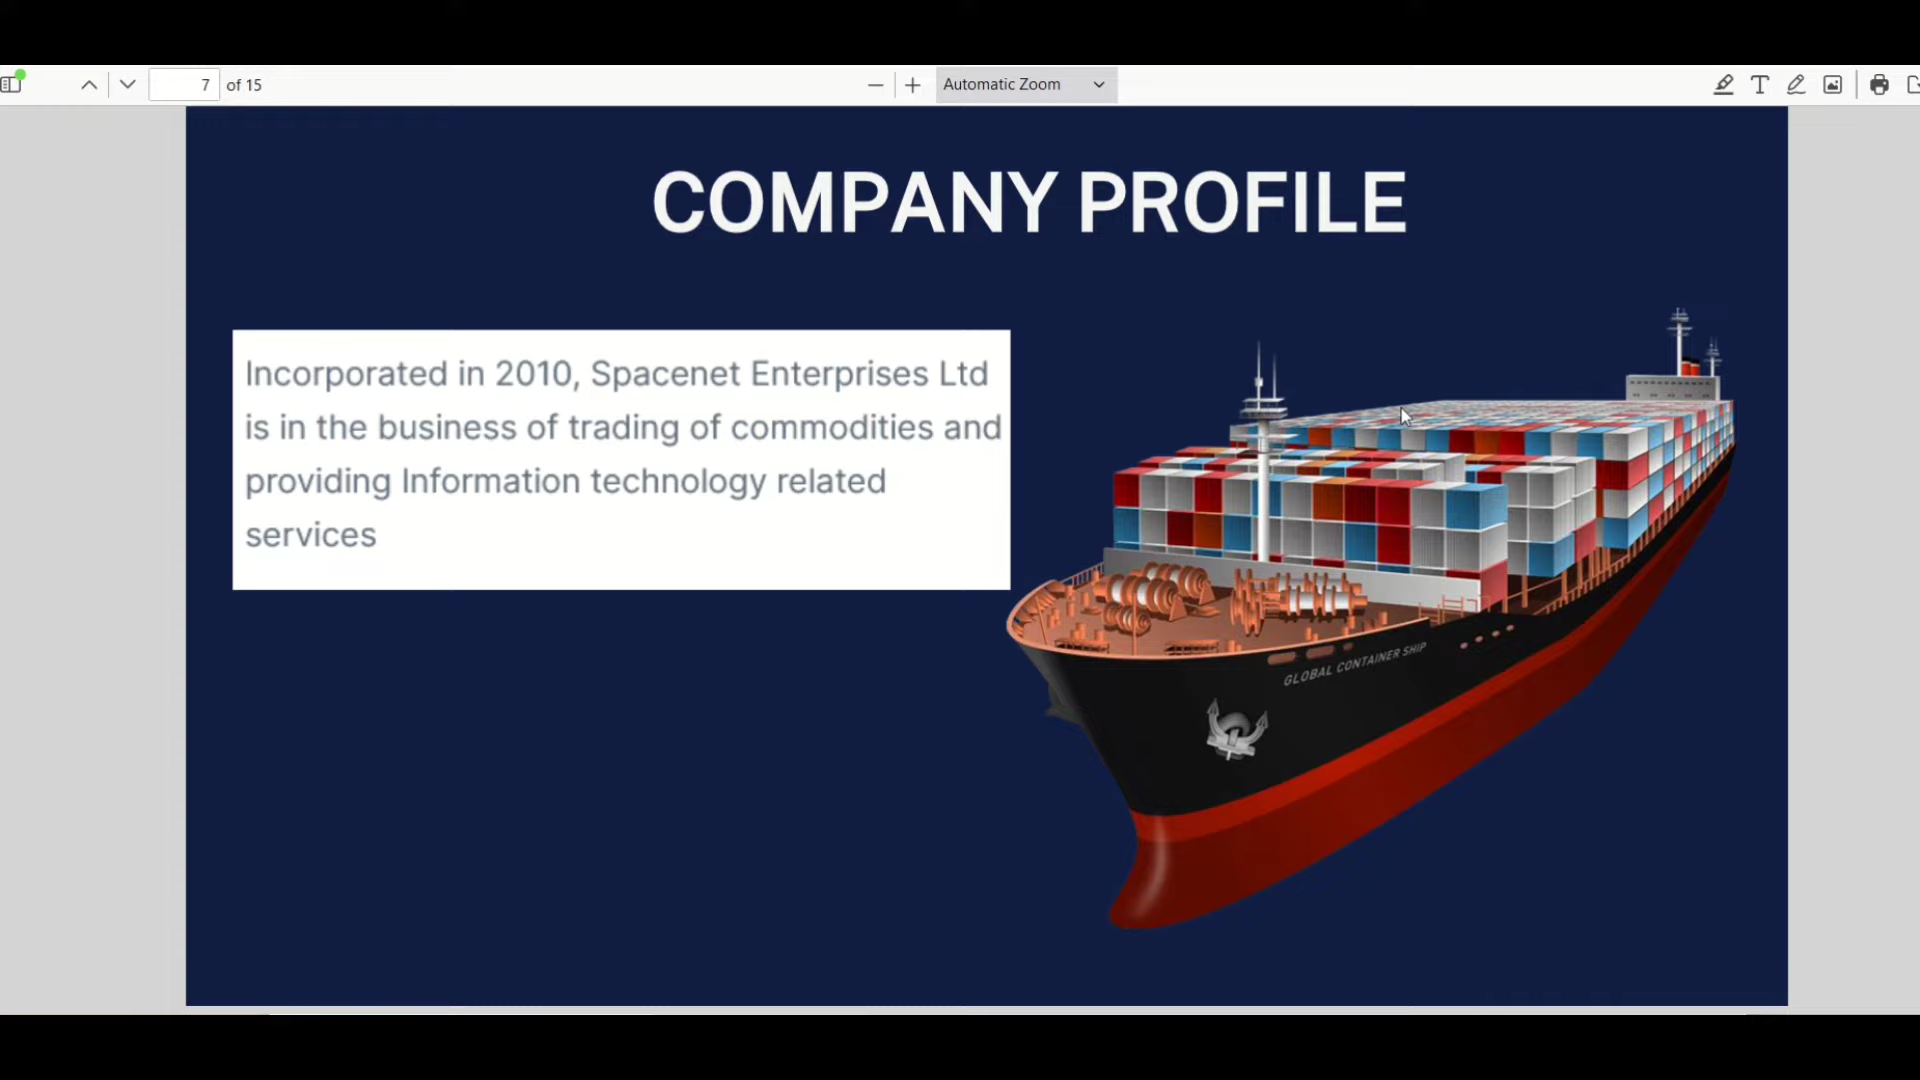 7 of 15
Automatic Zoom
COMPANY PROFILE
Incorporated in 2010, Spacenet Enterprises Ltd
is in the business of trading of commodities and
providing Information technology related
services
GLOBAL CONTAINER SHIP